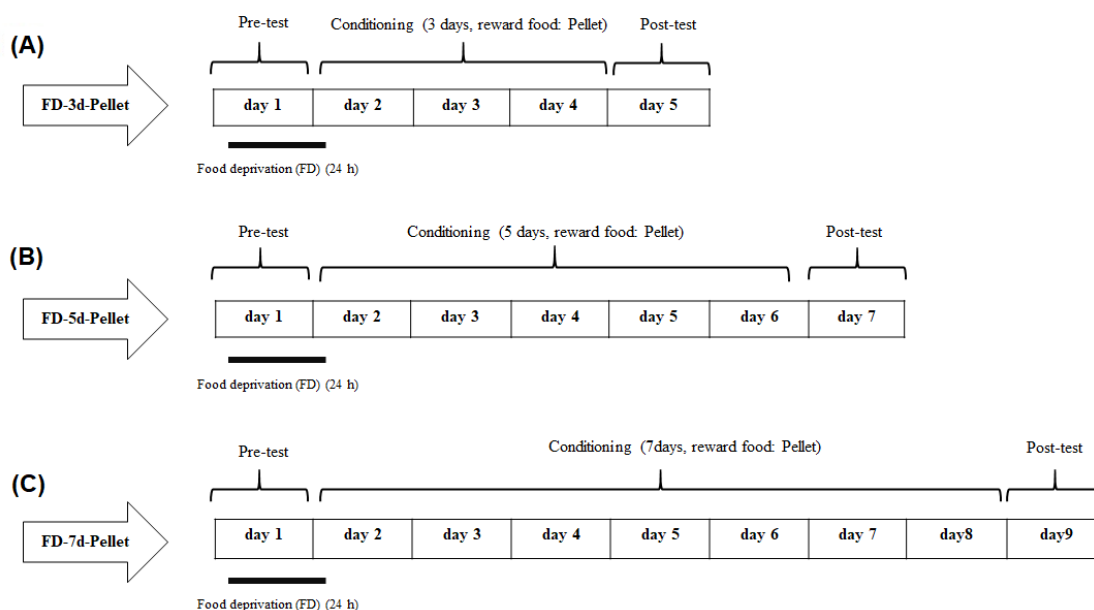 Pre-test Conditioning (3 days, reward food: Pellet) Post-test
(A)
FD-3d-Pellet day 1 day 2 day 3 day 4 day 5
Food deprivation (FD) (24 h)
Pre-test Conditioning (5 days, reward food: Pellet) Post-test
(B)
FD-5d-Pellet day 1 day 2 day 3 day 4 day 5 day 6 day 7
Food deprivation (FD) (24 h)
Pre-test Conditioning (7days, reward food: Pellet) Post-test
(C)
FD-7d-Pellet day 1 day 2 day 3 day 4 day 5 day 6 day 7 day8 day9
Food deprivation (FD) (24 h)